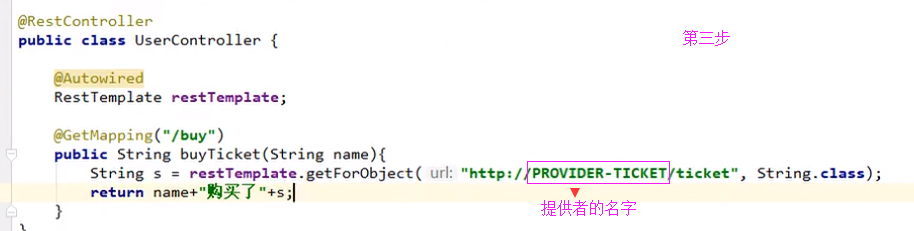 @RestController
public class UserController {
第三步
@Autowired
RestTemplate restTemplate;
@GetMapping("/buy")
public String buyTicket(String name){
String s = restTemplate.getForObject( url: "http://PROVIDER-TICKET/ticket", String.class);
return name+"购买了"+s;
提供者的名字
}
}